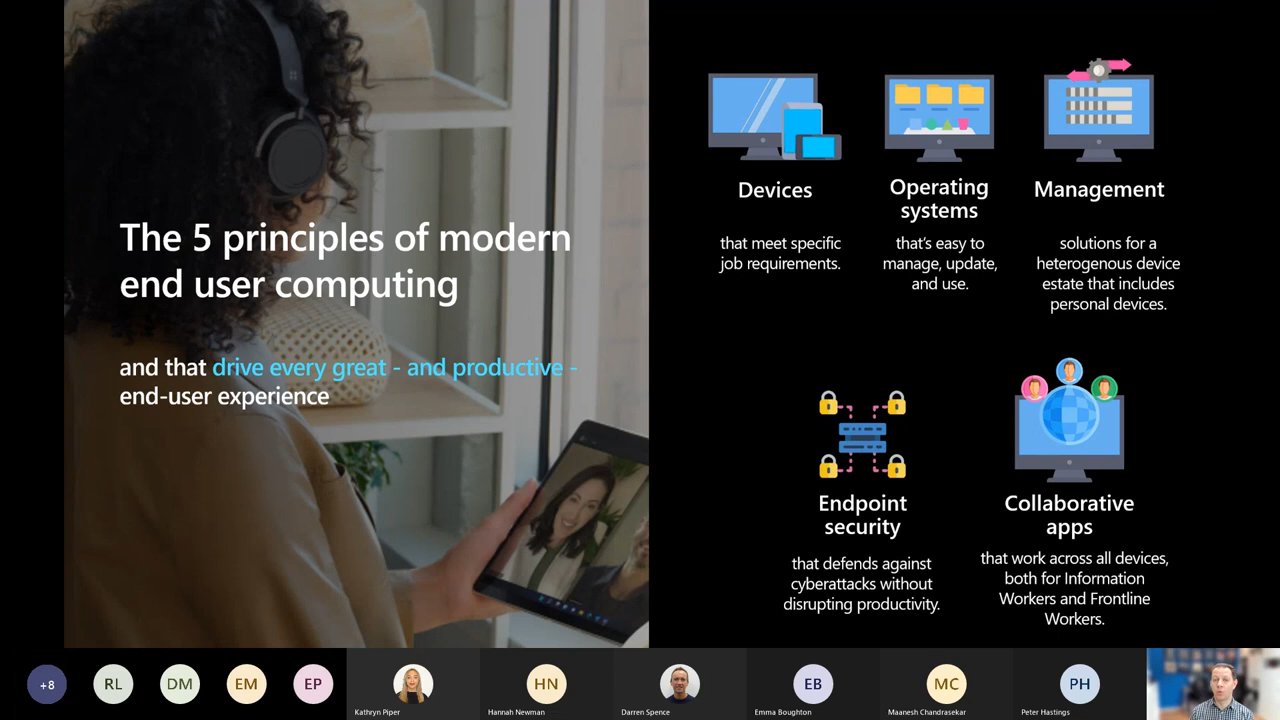 The 5 principles of modern
end user computing
and that drive every great - and productive -
end-user experience
Devices
that meet specific
job requirements.
Operating
systems
that's easy to
manage, update,
and use.
Management
solutions for a
heterogenous device
estate that includes
personal devices.
Endpoint
security
that defends against
cyberattacks without
disrupting productivity.
Collaborative
apps
that work across all devices,
both for Information
Workers and Frontline
Workers.
+8
RL
DM
EM
EP
Kathryn Piper
HN
Hannah Newman
Darren Spence
EB
Emma Boughton
MC
Maanesh Chandrasekar
PH
Peter Hastings